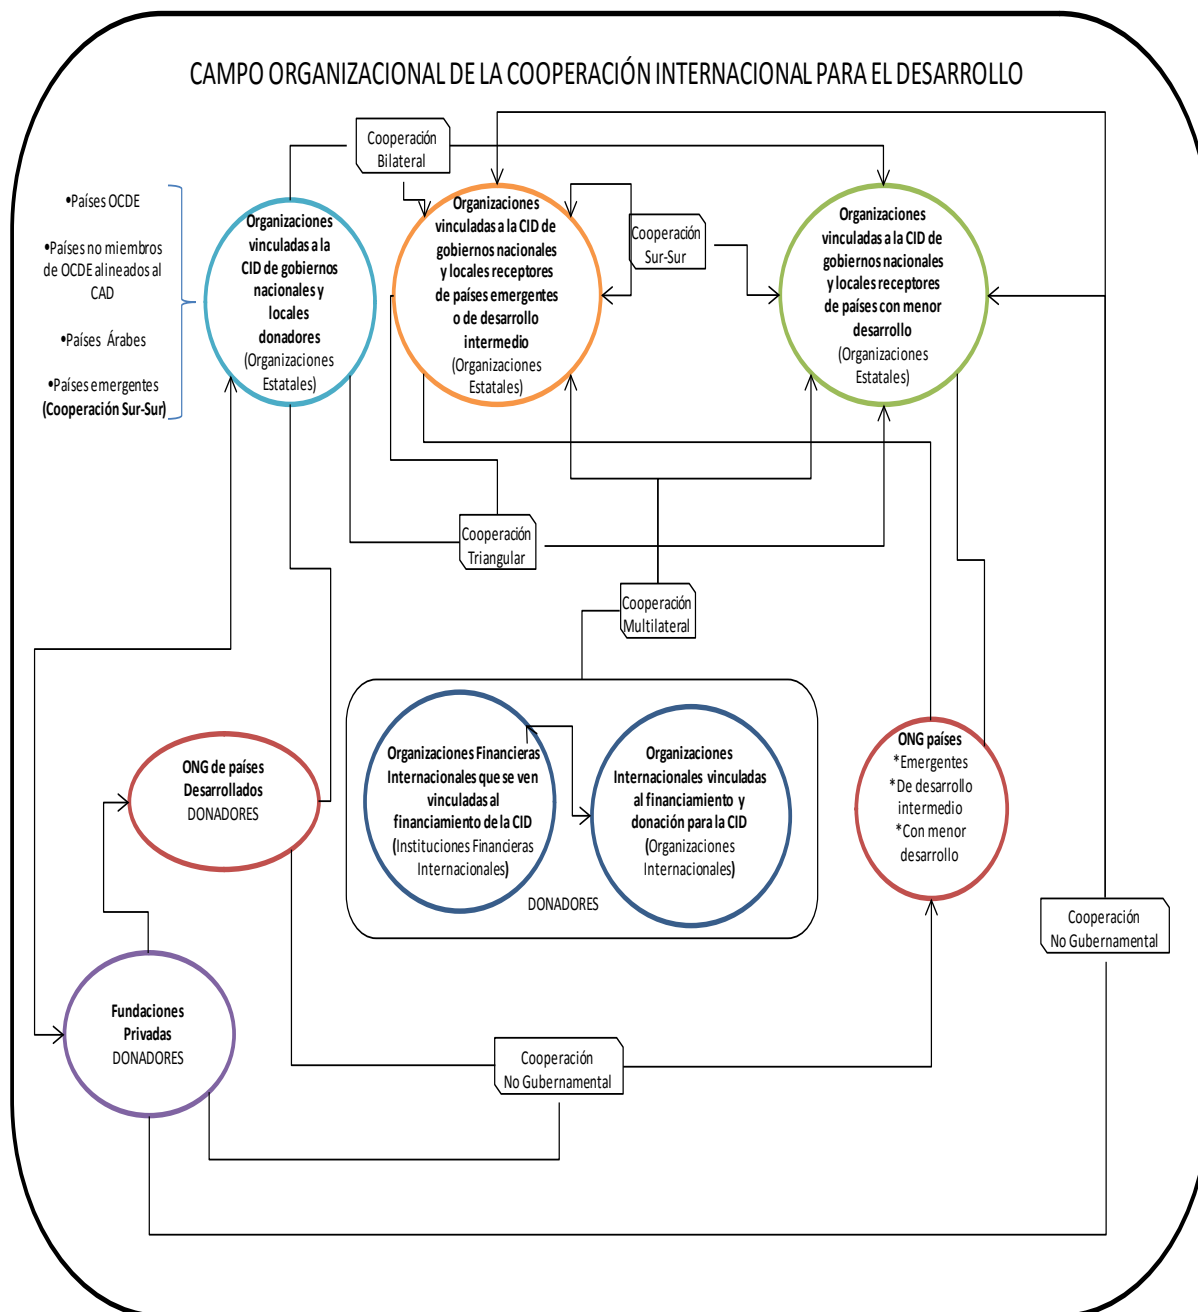 CAMPO ORGANIZACIONAL DE LA COOPERACIÓN INTERNACIONAL PARA EL DESARROLLO
Cooperación
Bilateral
•Países OCDE
•Países no miembros
de OCDE alineados al
CAD
•Países Árabes
•Países emergentes
(Cooperación Sur-Sur)
Organizaciones
vinculadas a la
CID de gobiernos
nacionales y
locales
donadores
(Organizaciones
Estatales)
Organizaciones
vinculadas a la CID de
gobiernos nacionales
y locales receptores
de países emergentes
o de desarrollo
intermedio
(Organizaciones
Estatales)
Cooperación
Sur-Sur
Organizaciones
vinculadas a la CID de
gobiernos nacionales
y locales receptores
de países con menor
desarrollo
(Organizaciones
Estatales)
Cooperación
Triangular
Cooperación
Multilateral
ONG de países
Desarrollados
DONADORES
Organizaciones Financieras
Internacionales que se ven
vinculadas al
financiamiento de la CID
(Instituciones Financieras
Internacionales)
Organizaciones
Internacionales vinculadas
al financiamiento y
donación para la CID
(Organizaciones
Internacionales)
DONADORES
ONG países
*Emergentes
*De desarrollo
intermedio
*Con menor
desarrollo
Cooperación
No Gubernamental
Fundaciones
Privadas
DONADORES
Cooperación
No Gubernamental